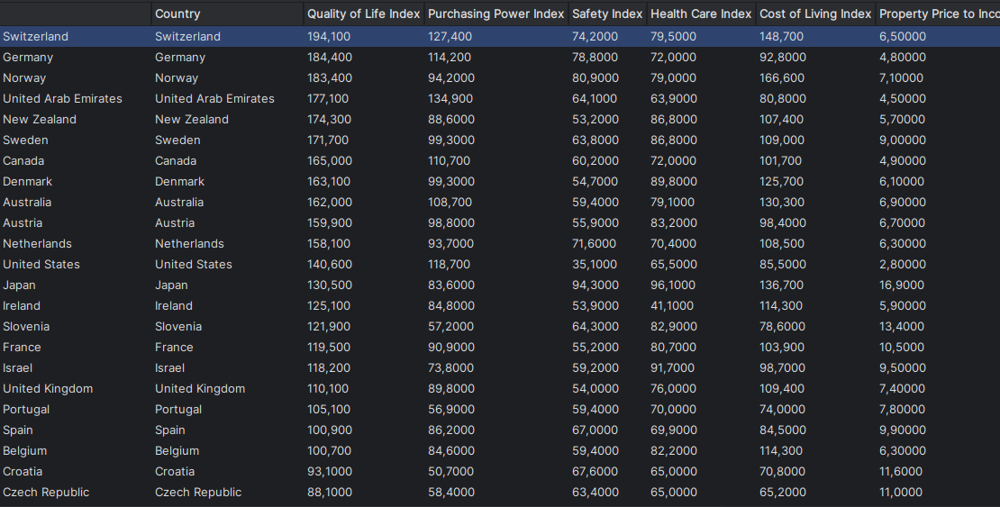 Country Quality of Life Index Purchasing Power Index Safety Index Health Care Index Cost of Living Index Property Price to Inco
Switzerland Switzerland 194,100 127,400 74,2000 79,5000 148,700 6,50000
Germany Germany 184,400 114,200 78,8000 72,0000 92,8000 4,80000
Norway Norway 183,400 94,2000 80,9000 79,0000 166,600 7,10000
United Arab Emirates United Arab Emirates 177,100 134,900 64,1000 63,9000 80,8000 4,50000
New Zealand New Zealand 174,300 88,6000 53,2000 86,8000 107,400 5,70000
Sweden Sweden 171,700 99,3000 63,8000 86,8000 109,000 9,00000
Canada Canada 165,000 110,700 60,2000 72,0000 101,700 4,90000
Denmark Denmark 163,100 99,3000 54,7000 89,8000 125,700 6,10000
Australia Australia 162,000 108,700 59,4000 79,1000 130,300 6,90000
Austria Austria 159,900 98,8000 55,9000 83,2000 98,4000 6,70000
Netherlands Netherlands 158,100 93,7000 71,6000 70,4000 108,500 6,30000
United States United States 140,600 118,700 35,1000 65,5000 85,5000 2,80000
Japan Japan 130,500 83,6000 94,3000 96,1000 136,700 16,9000
Ireland Ireland 125,100 84,8000 53,9000 41,1000 114,300 5,90000
Slovenia Slovenia 121,900 57,2000 64,3000 82,9000 78,6000 13,4000
France France 119,500 90,9000 55,2000 80,7000 103,900 10,5000
Israel Israel 118,200 73,8000 59,2000 91,7000 98,7000 9,50000
United Kingdom United Kingdom 110,100 89,8000 54,0000 76,0000 109,400 7,40000
Portugal Portugal 105,100 56,9000 59,4000 70,0000 74,0000 7,80000
Spain Spain 100,900 86,2000 67,0000 69,9000 84,5000 9,90000
Belgium Belgium 100,700 84,6000 59,4000 82,2000 114,300 6,30000
Croatia Croatia 93,1000 50,7000 67,6000 65,0000 70,8000 11,6000
Czech Republic Czech Republic 88,1000 58,4000 63,4000 65,0000 65,2000 11,0000